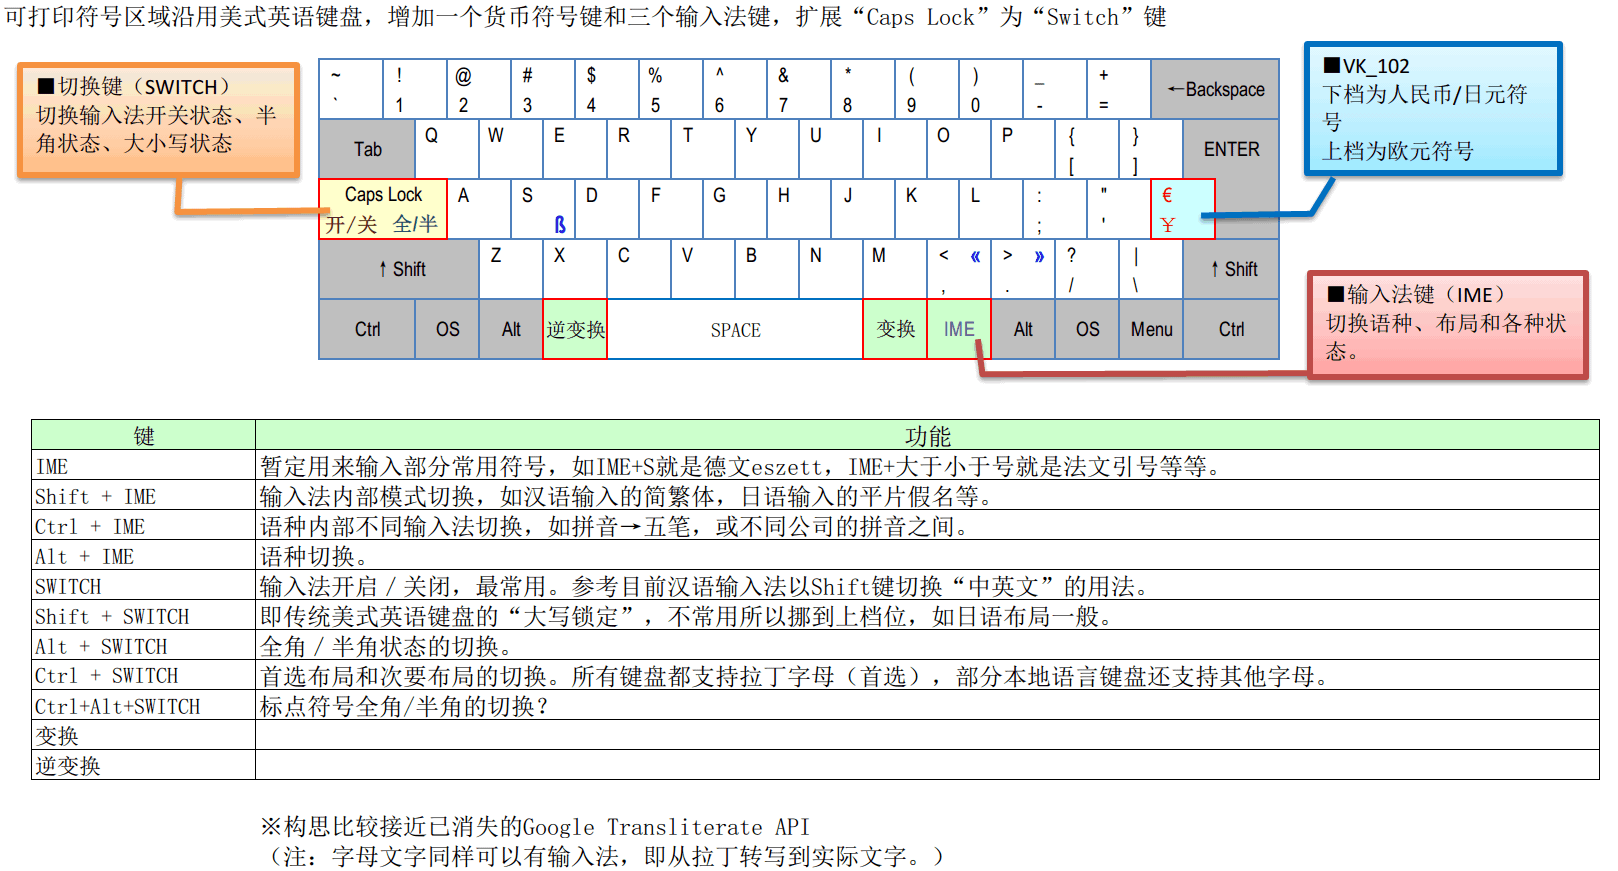 可打印符号区域沿用美式英语键盘，增加一个货币符号键和三个输入法键，扩展“Caps Lock”为“Switch”键
■切换键（SWITCH）
切换输入法开关状态、半
角状态、大小写状态
■VK_102
下档为人民币/日元符
号
上档为欧元符号
~ ! @ # $ % ^ & * ( ) _ +
` 1 2 3 4 5 6 7 8 9 0 - = ←Backspace
Tab Q W E R T Y U I O P { } ENTER
[ ]
Caps Lock A S D F G H J K L : " €
开/关 全/半 ß ; ' ￥
↑ Shift Z X C V B N M < « > » ? | ↑ Shift
, . / \
Ctrl OS Alt 逆变换 SPACE 变换 IME Alt OS Menu Ctrl
■输入法键（IME）
切换语种、布局和各种状
态。
键 功能
IME 暂定用来输入部分常用符号，如IME+S就是德文eszett，IME+大于小于号就是法文引号等等。
Shift + IME 输入法内部模式切换，如汉语输入的简繁体，日语输入的平片假名等。
Ctrl + IME 语种内部不同输入法切换，如拼音→五笔，或不同公司的拼音之间。
Alt + IME 语种切换。
SWITCH 输入法开启／关闭，最常用。参考目前汉语输入法以Shift键切换“中英文”的用法。
Shift + SWITCH 即传统美式英语键盘的“大写锁定”，不常用所以挪到上档位，如日语布局一般。
Alt + SWITCH 全角／半角状态的切换。
Ctrl + SWITCH 首选布局和次要布局的切换。所有键盘都支持拉丁字母（首选），部分本地语言键盘还支持其他字母。
Ctrl+Alt+SWITCH 标点符号全角/半角的切换？
变换
逆变换
※构思比较接近已消失的Google Transliterate API
（注：字母文字同样可以有输入法，即从拉丁转写到实际文字。）